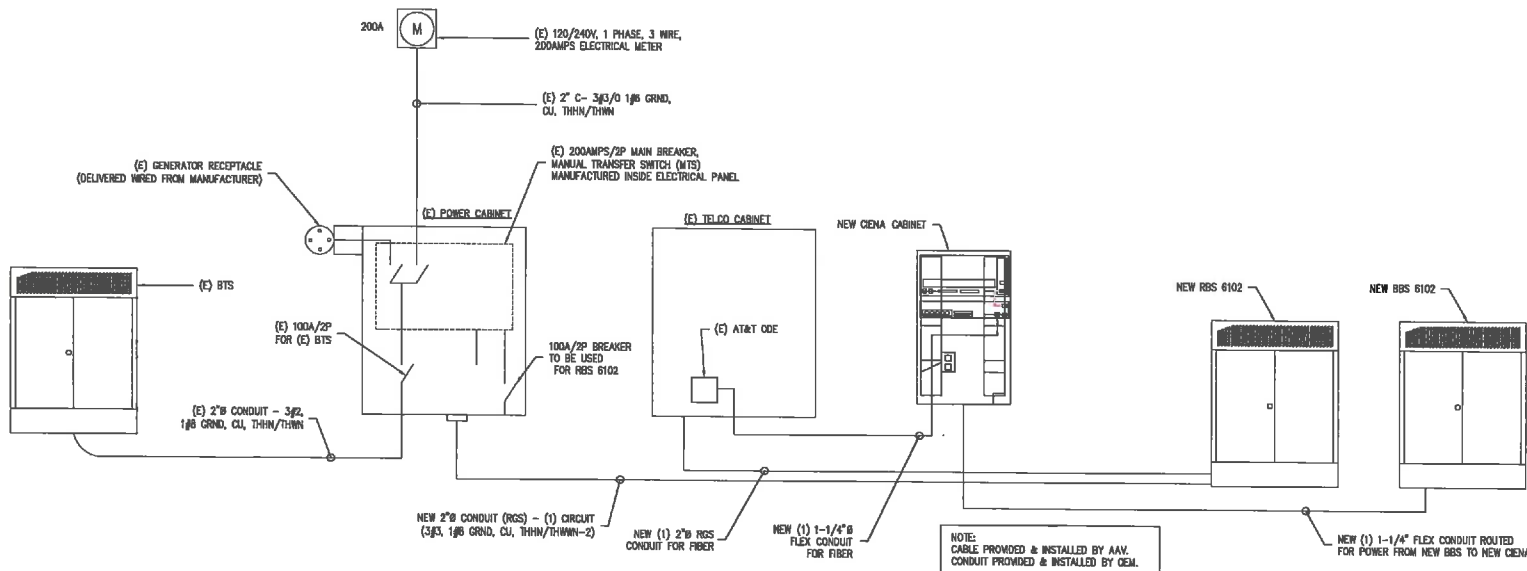 200A
M
(E) 120/240V, 1 PHASE, 3 WIRE,
200AMPS ELECTRICAL METER
(E) 2" C- 3#3/0 1#6 GRND,
CU, THHN/THWN
(E) GENERATOR RECEPTACLE
(DELIVERED WIRED FROM MANUFACTURER)
(E) 200AMPS/2P MAIN BREAKER,
MANUAL TRANSFER SWITCH (MTS)
MANUFACTURED INSIDE ELECTRICAL PANEL
(E) POWER CABINET
(E) TELCO CABINET
NEW CIENA CABINET
(E) BTS
NEW RBS 6102
NEW BBS 6102
(E) 100A/2P
FOR (E) BTS
100A/2P BREAKER
TO BE USED
FOR RBS 6102
(E) AT&T CDE
(E) 2"Ø CONDUIT - 3#2,
1#6 GRND, CU, THHN/THWN
NEW 2"Ø CONDUIT (RGS) - (1) CIRCUIT
(3#3, 1#6 GRND, CU, THHN/THWWN-2)
NEW (1) 2"Ø RGS
CONDUIT FOR FIBER
NEW (1) 1-1/4"Ø
FLEX CONDUIT
FOR FIBER
NOTE:
CABLE PROVIDED & INSTALLED BY AAV.
CONDUIT PROVIDED & INSTALLED BY OEM.
NEW (1) 1-1/4" FLEX CONDUIT ROUTED
FOR POWER FROM NEW BBS TO NEW CIENA